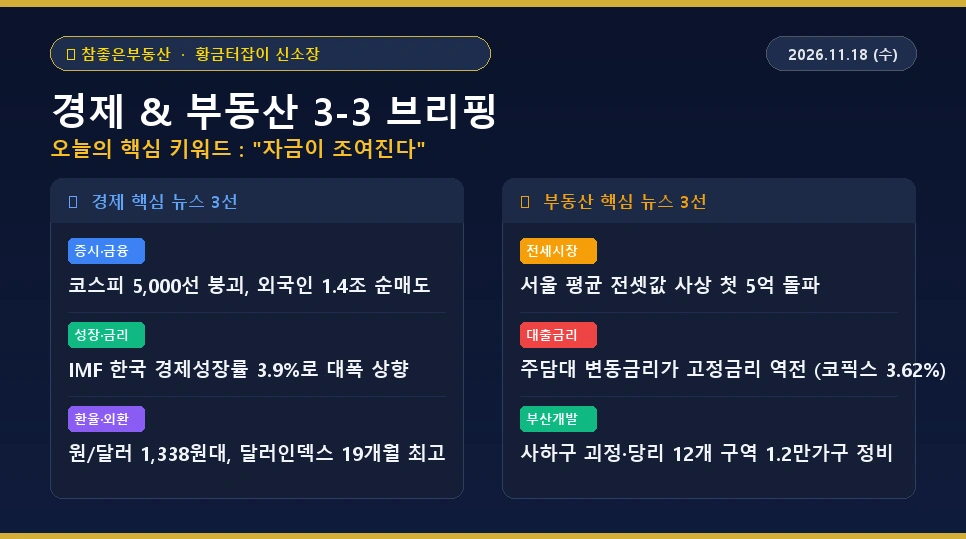 참좋은부동산 · 황금터잡이 신소장
2026.11.18 (수)
경제 & 부동산 3-3 브리핑
오늘의 핵심 키워드 : "자금이 조여진다"
경제 핵심 뉴스 3선
증시·금융
코스피 5,000선 붕괴, 외국인 1.4조 순매도
성장·금리
IMF 한국 경제성장률 3.9%로 대폭 상향
환율·외환
원/달러 1,338원대, 달러인덱스 19개월 최고
부동산 핵심 뉴스 3선
전세시장
서울 평균 전셋값 사상 첫 5억 돌파
대출금리
주담대 변동금리가 고정금리 역전 (코픽스 3.62%)
부산개발
사하구 괴정·당리 12개 구역 1.2만가구 정비